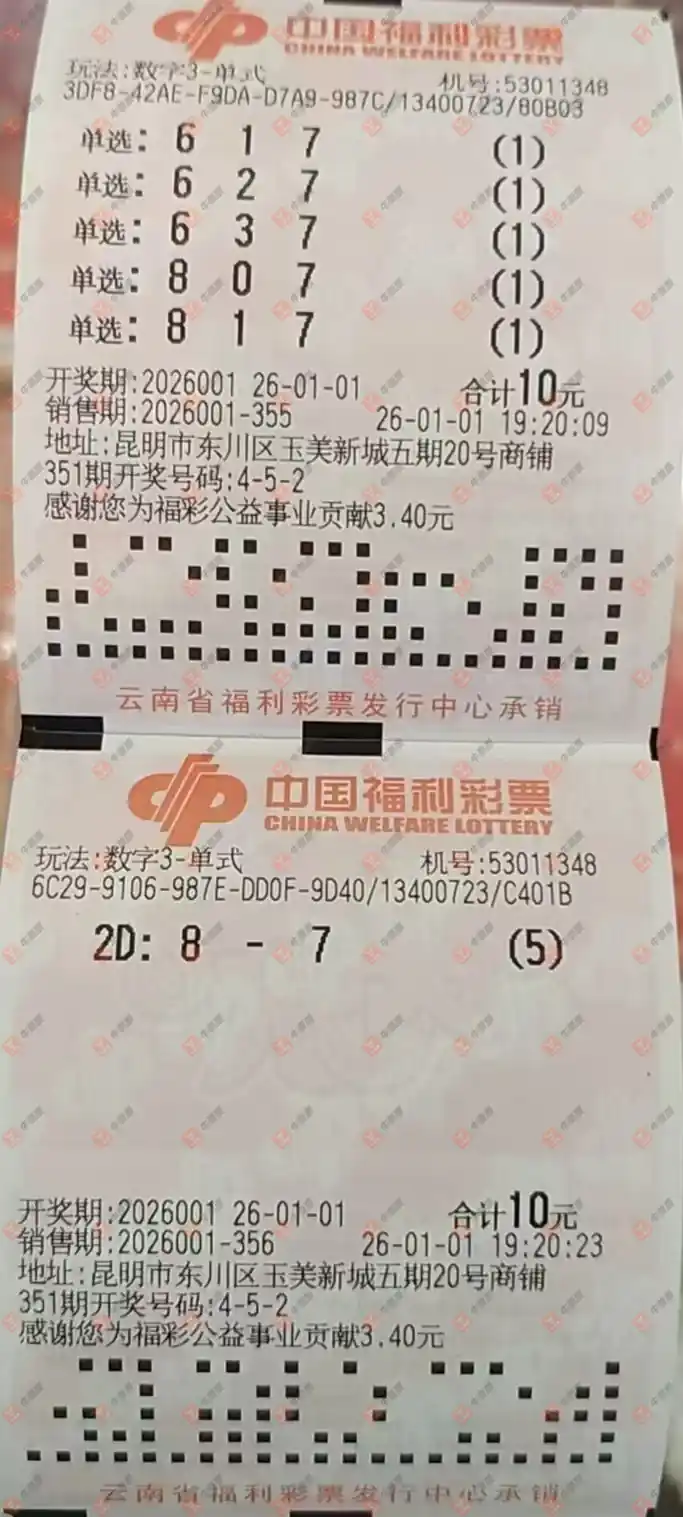 中国福利彩票
CHINA WELFARE LOTTERY
玩法:数字3-单式 机号:53011348
3DF8-42AE-F9DA-D7A9-987C/13400723/80B03
单选: 6 1 7 (1)
单选: 6 2 7 (1)
单选: 6 3 7 (1)
单选: 8 0 7 (1)
单选: 8 1 7 (1)
开奖期:2026001 26-01-01 合计10元
销售期:2026001-355 26-01-01 19:20:09
地址:昆明市东川区玉美新城五期20号商铺
351期开奖号码:4-5-2
感谢您为福彩公益事业贡献3.40元
云南省福利彩票发行中心承销
中国福利彩票
CHINA WELFARE LOTTERY
玩法:数字3-单式 机号:53011348
6C29-9106-987E-DD0F-9D40/13400723/C401B
2D: 8 - 7 (5)
开奖期:2026001 26-01-01 合计10元
销售期:2026001-356 26-01-01 19:20:23
地址:昆明市东川区玉美新城五期20号商铺
351期开奖号码:4-5-2
感谢您为福彩公益事业贡献3.40元
云南省福利彩票发行中心承销